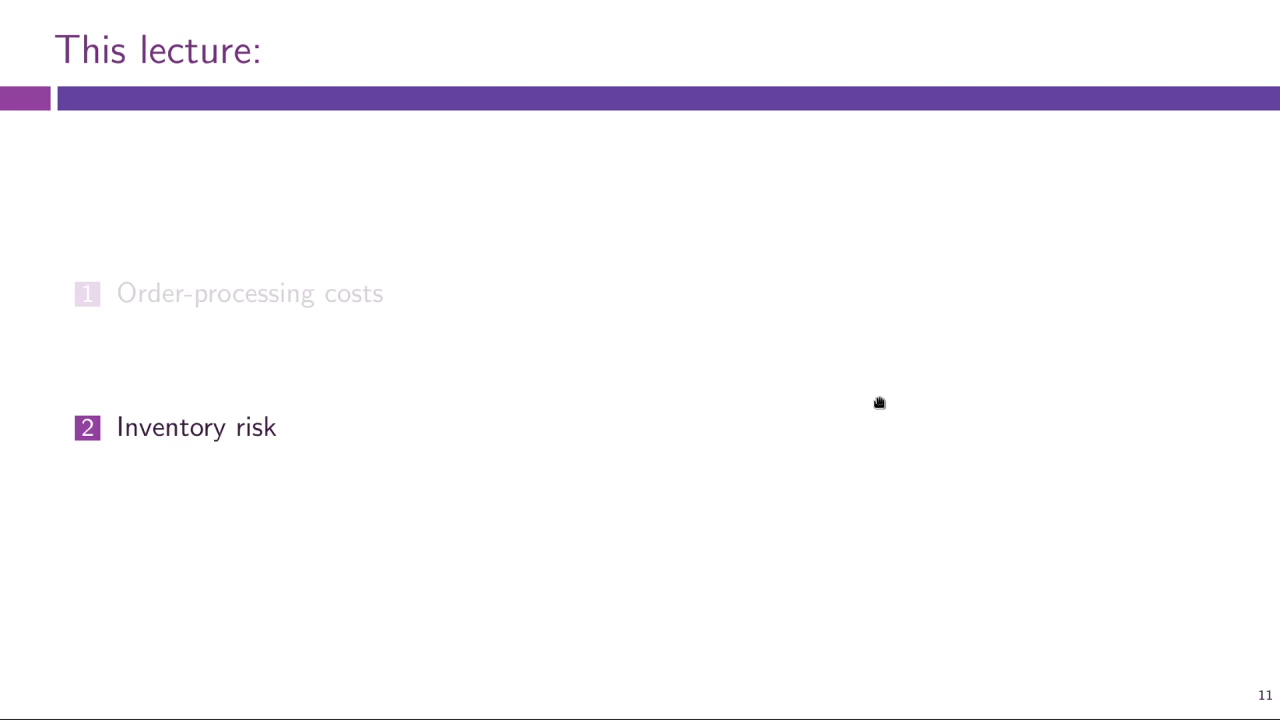 This lecture:
1 Order-processing costs
2 Inventory risk
11